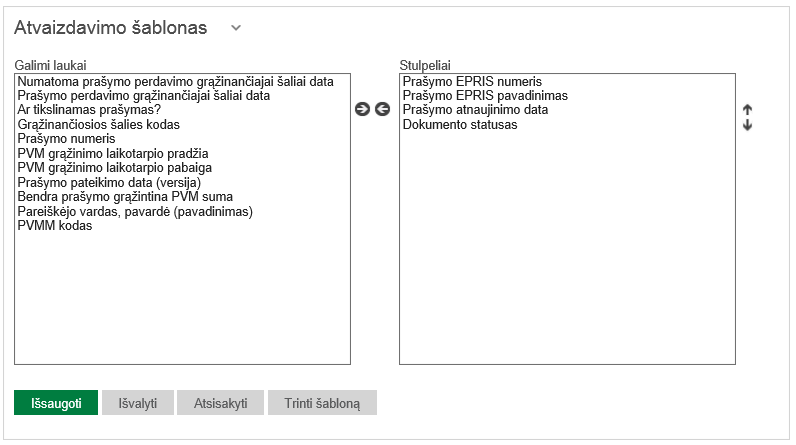 Atvaizdavimo šablonas
Galimi laukai
Numatoma prašymo perdavimo grąžinančiajai šaliai data
Prašymo perdavimo grąžinančiajai šaliai data
Ar tikslinamas prašymas?
Grąžinančiosios šalies kodas
Prašymo numeris
PVM grąžinimo laikotarpio pradžia
PVM grąžinimo laikotarpio pabaiga
Prašymo pateikimo data (versija)
Bendra prašymo grąžintina PVM suma
Pareiškėjo vardas, pavardė (pavadinimas)
PVMM kodas
Stulpeliai
Prašymo EPRIS numeris
Prašymo EPRIS pavadinimas
Prašymo atnaujinimo data
Dokumento statusas
Išsaugoti
Išvalyti
Atsisakyti
Trinti šabloną